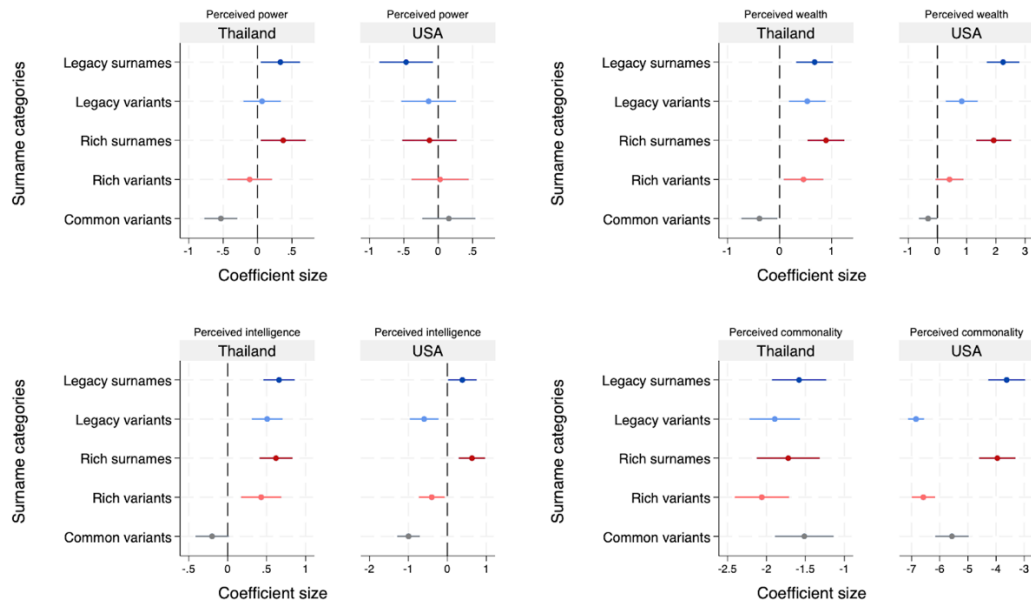 Perceived power Perceived power
Thailand USA
Surname categories
Legacy surnames
Legacy variants
Rich surnames
Rich variants
Common variants
-1 -.5 0 .5 -1 -.5 0 .5
Coefficient size
Perceived wealth Perceived wealth
Thailand USA
Surname categories
Legacy surnames
Legacy variants
Rich surnames
Rich variants
Common variants
-1 0 1 -1 0 1 2 3
Coefficient size
Perceived intelligence Perceived intelligence
Thailand USA
Surname categories
Legacy surnames
Legacy variants
Rich surnames
Rich variants
Common variants
-.5 0 .5 1 -2 -1 0 1
Coefficient size
Perceived commonality Perceived commonality
Thailand USA
Surname categories
Legacy surnames
Legacy variants
Rich surnames
Rich variants
Common variants
-2.5 -2 -1.5 -1 -7 -6 -5 -4 -3
Coefficient size